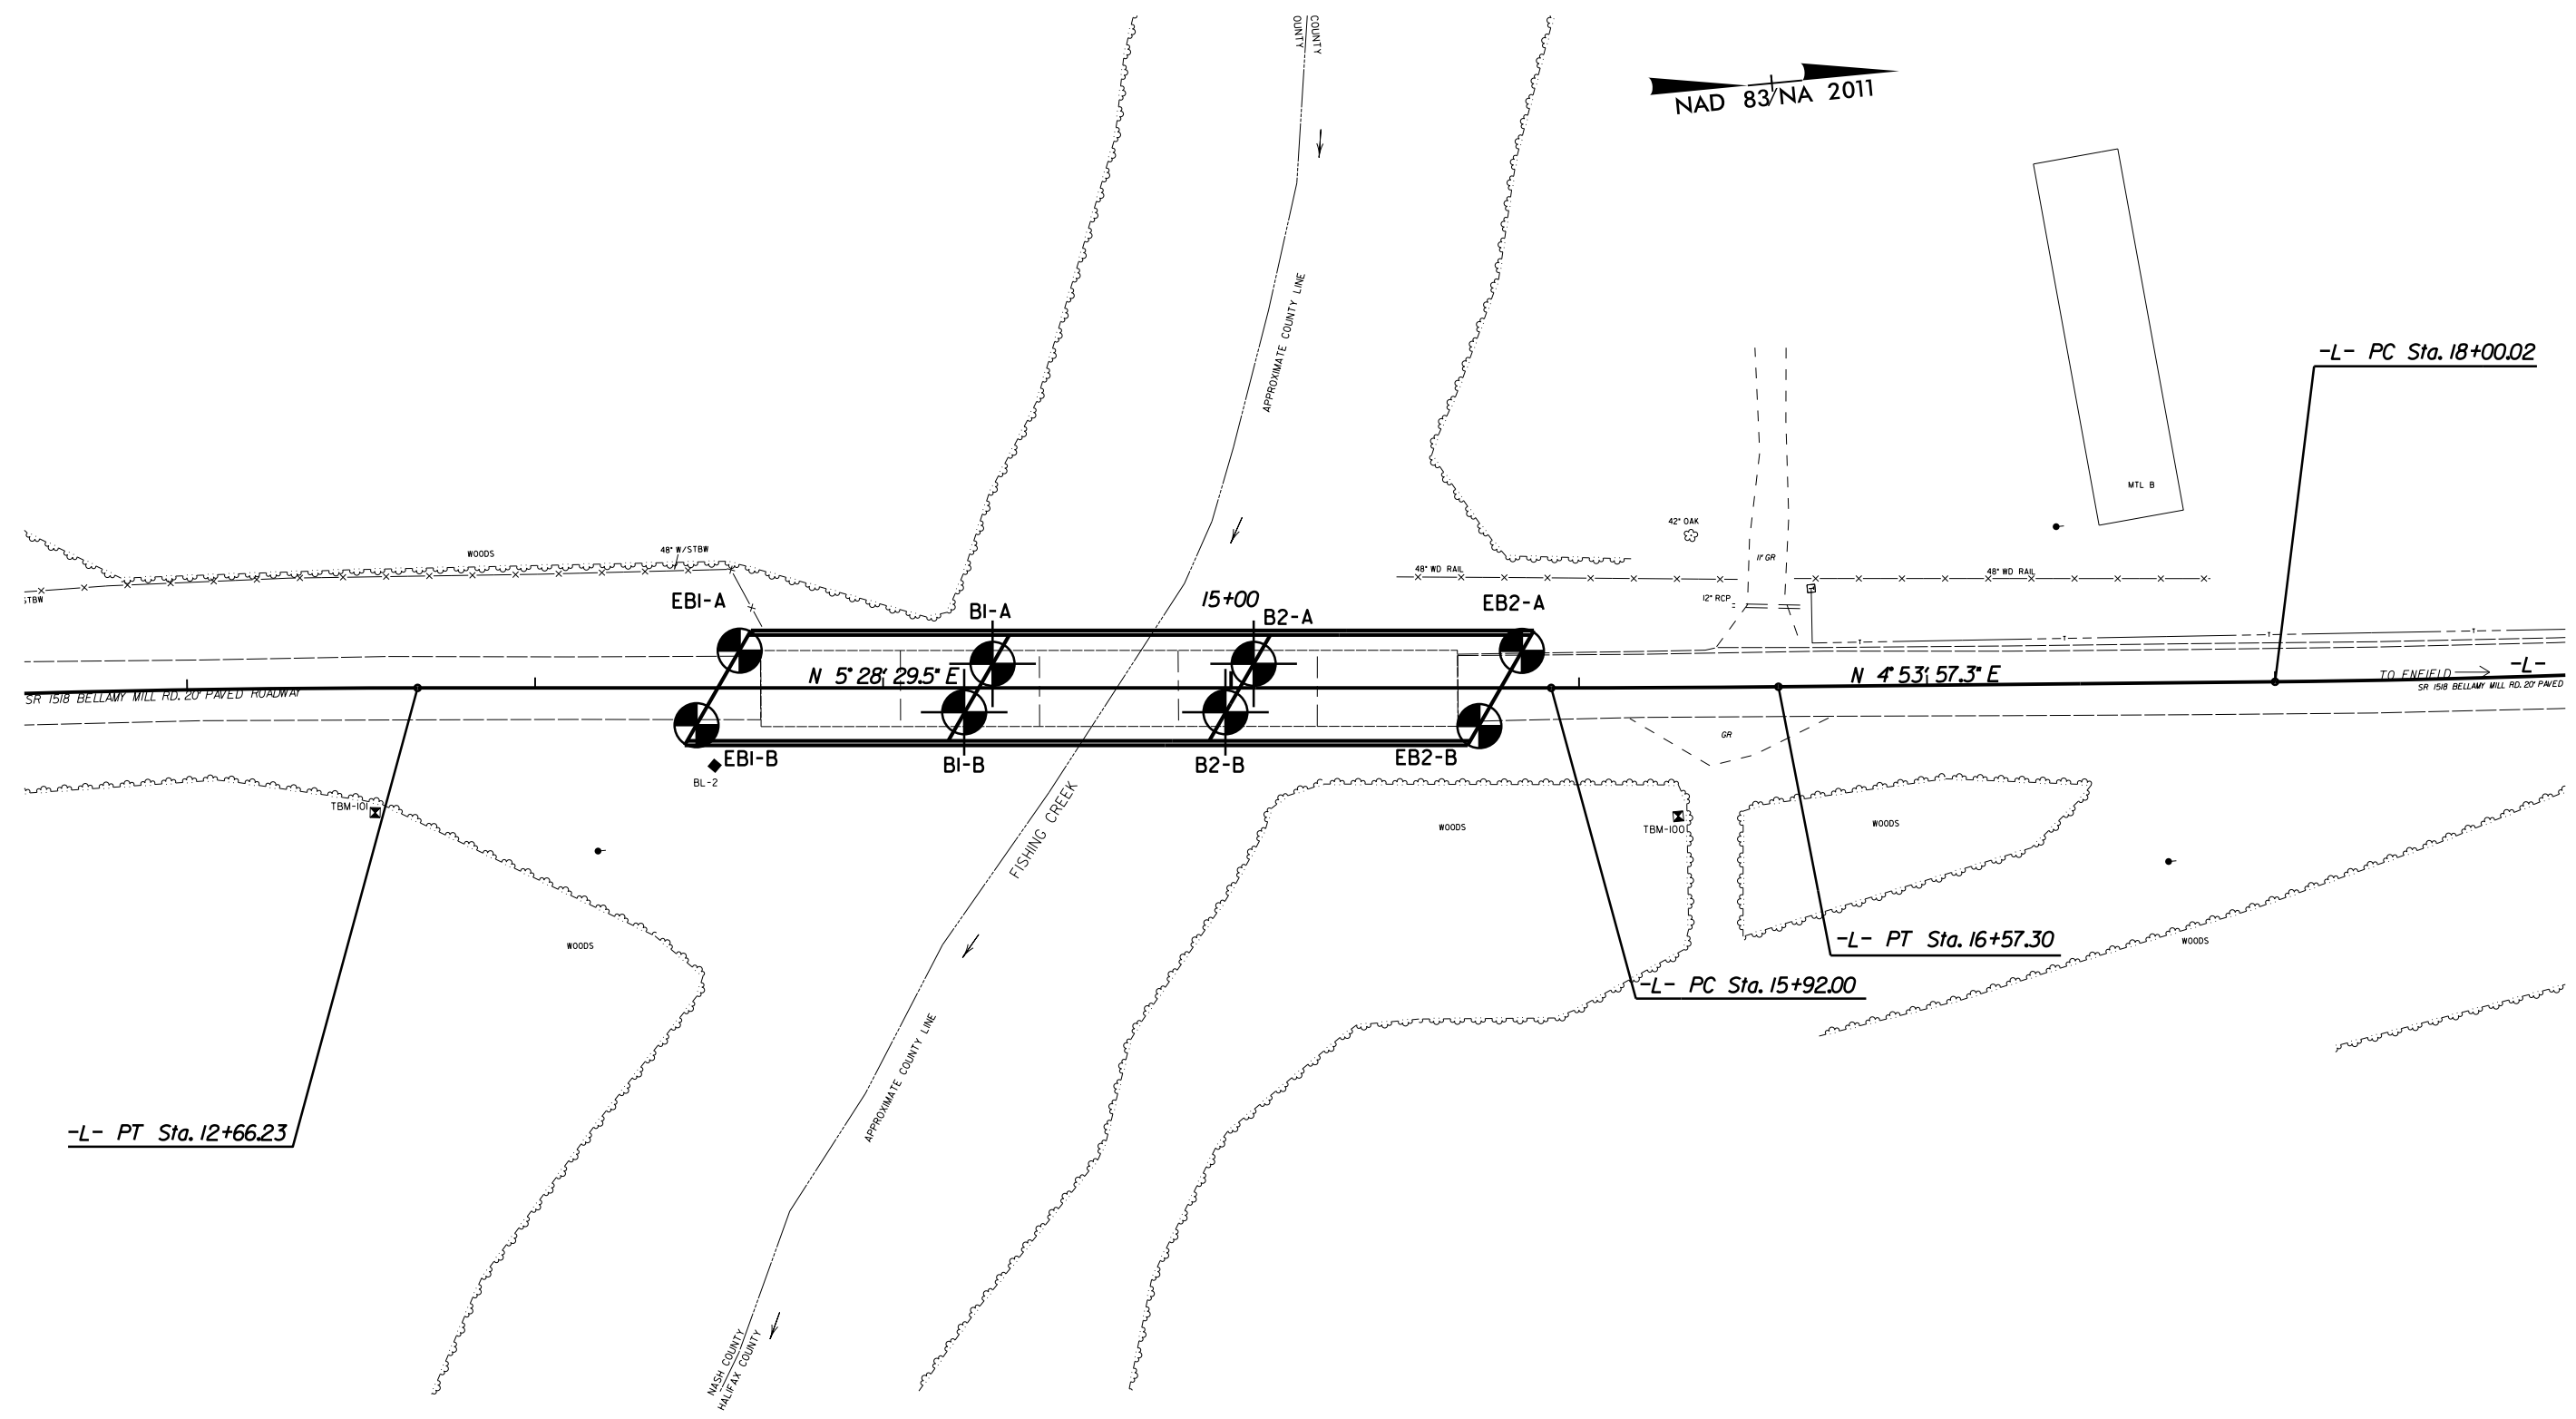 COUNTY
OUNTY
NAD 83/NA 2011
APPROXIMATE COUNTY LINE
-L- PC Sta. 18+00.02
MTL B
42" OAK
11' GR
WOODS
48" W/STBW
48" WD RAIL
48" WD RAIL
STBW
12" RCP
EB1-A
B1-A
15+00
B2-A
EB2-A
N 5° 28' 29.5" E
N 4° 53' 57.3" E
TO ENFIELD
-L-
SR 1518 BELLAMY MILL RD. 20' PAVED ROADWAY
SR 1518 BELLAMY MILL RD. 20' PAVED
GR
EB1-B
B1-B
B2-B
EB2-B
BL-2
TBM-101
FISHING CREEK
WOODS
TBM-100
WOODS
WOODS
WOODS
-L- PT Sta. 16+57.30
-L- PC Sta. 15+92.00
APPROXIMATE COUNTY LINE
-L- PT Sta. 12+66.23
NASH COUNTY
HALIFAX COUNTY